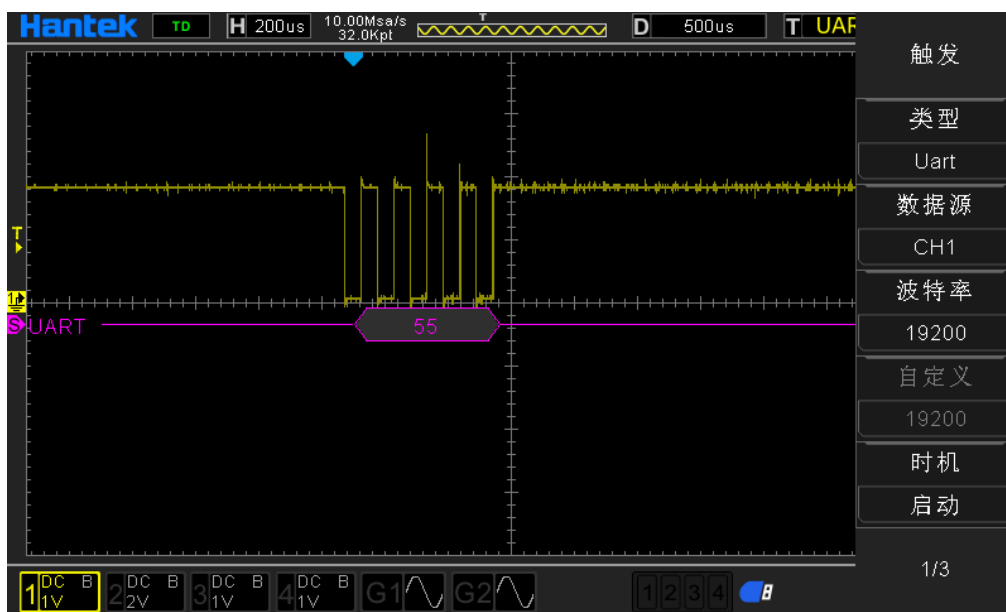 Hantek TD H 200us 10.00Msa/s D 500us T UAR
32.0Kpt
T
触发
类型
Uart
数据源
CH1
波特率
19200
自定义
19200
时机
启动
1/3
T
1
S UART 55
1 DC B 1V 2 DC B 2V 3 DC B 1V 4 DC B 1V G1 G2 1 2 3 4